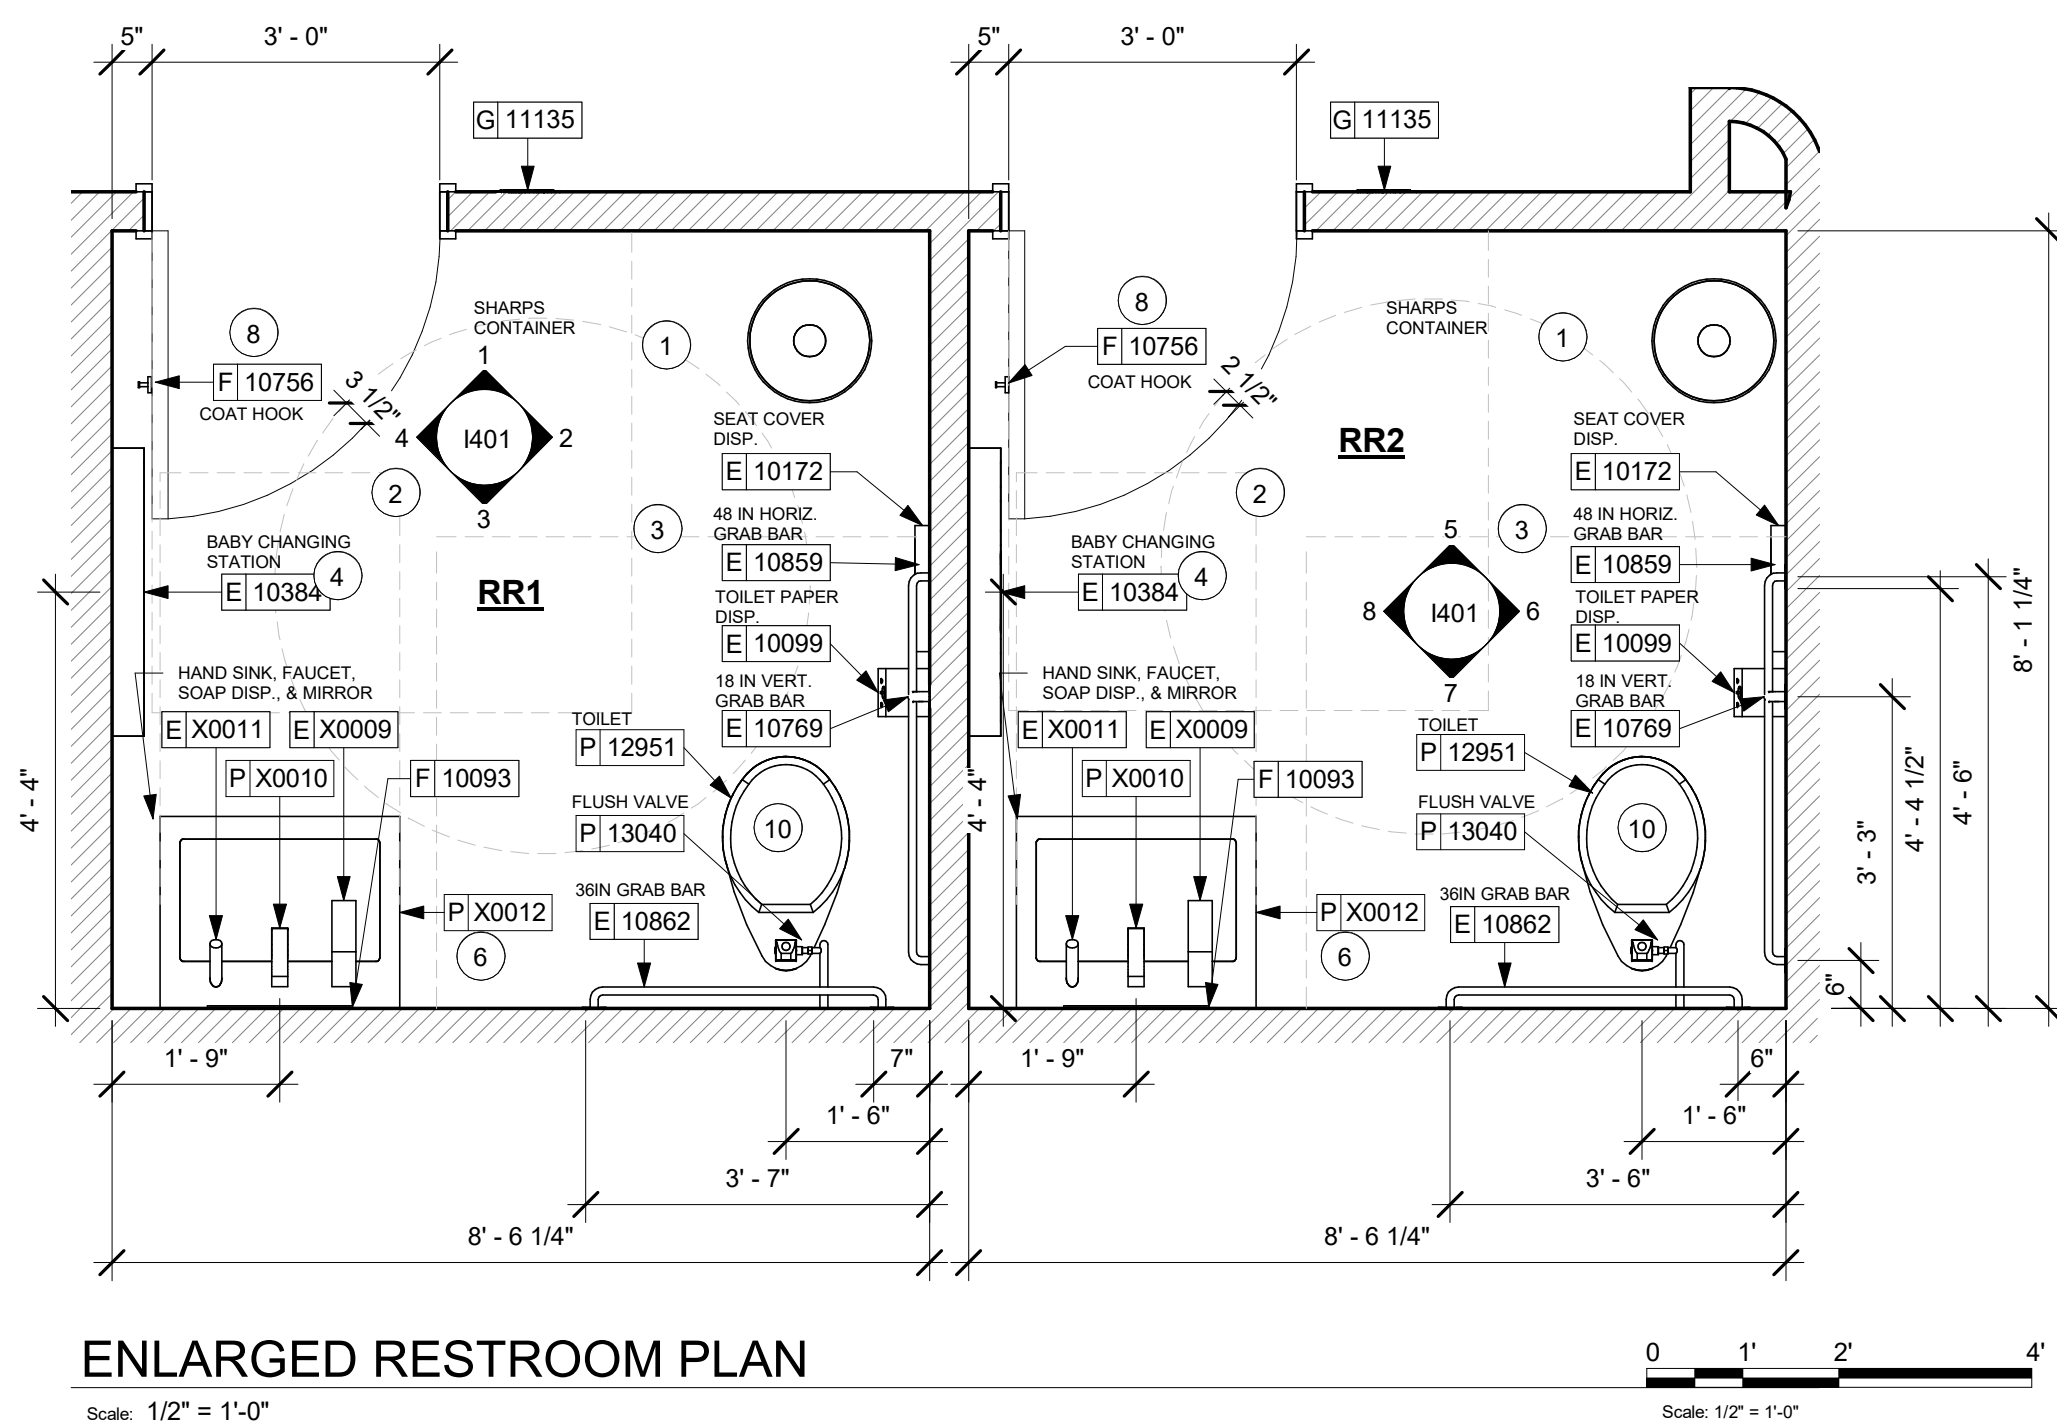 5" 3' - 0" 5" 3' - 0"
G 11135 G 11135
8 SHARPS
CONTAINER 1
F 10756
COAT HOOK
3 1/2"
1
4 I401 2
3
2
SEAT COVER
DISP.
E 10172
3
48 IN HORIZ.
GRAB BAR
E 10859
BABY CHANGING
STATION
E 10384 4
RR1
TOILET PAPER
DISP.
E 10099
HAND SINK, FAUCET,
SOAP DISP., & MIRROR
E X0011 E X0009
P X0010 F 10093
18 IN VERT.
GRAB BAR
E 10769
TOILET
P 12951
FLUSH VALVE
P 13040
10
36IN GRAB BAR
E 10862
P X0012
6
4' - 4"
8 SHARPS
CONTAINER 1
F 10756
COAT HOOK
2 1/2"
RR2
SEAT COVER
DISP.
E 10172
2
3
48 IN HORIZ.
GRAB BAR
E 10859
BABY CHANGING
STATION
E 10384 4
5
8 I401 6
7
TOILET PAPER
DISP.
E 10099
HAND SINK, FAUCET,
SOAP DISP., & MIRROR
E X0011 E X0009
P X0010 F 10093
18 IN VERT.
GRAB BAR
E 10769
TOILET
P 12951
FLUSH VALVE
P 13040
10
36IN GRAB BAR
E 10862
P X0012
6
4' - 4"
6"
3' - 3"
4' - 4 1/2"
4' - 6"
8' - 1 1/4"
1' - 9" 7" 1' - 9" 6"
1' - 6" 1' - 6"
3' - 7" 3' - 6"
8' - 6 1/4" 8' - 6 1/4"
ENLARGED RESTROOM PLAN
Scale: 1/2" = 1'-0"
0 1' 2' 4'
Scale: 1/2" = 1'-0"